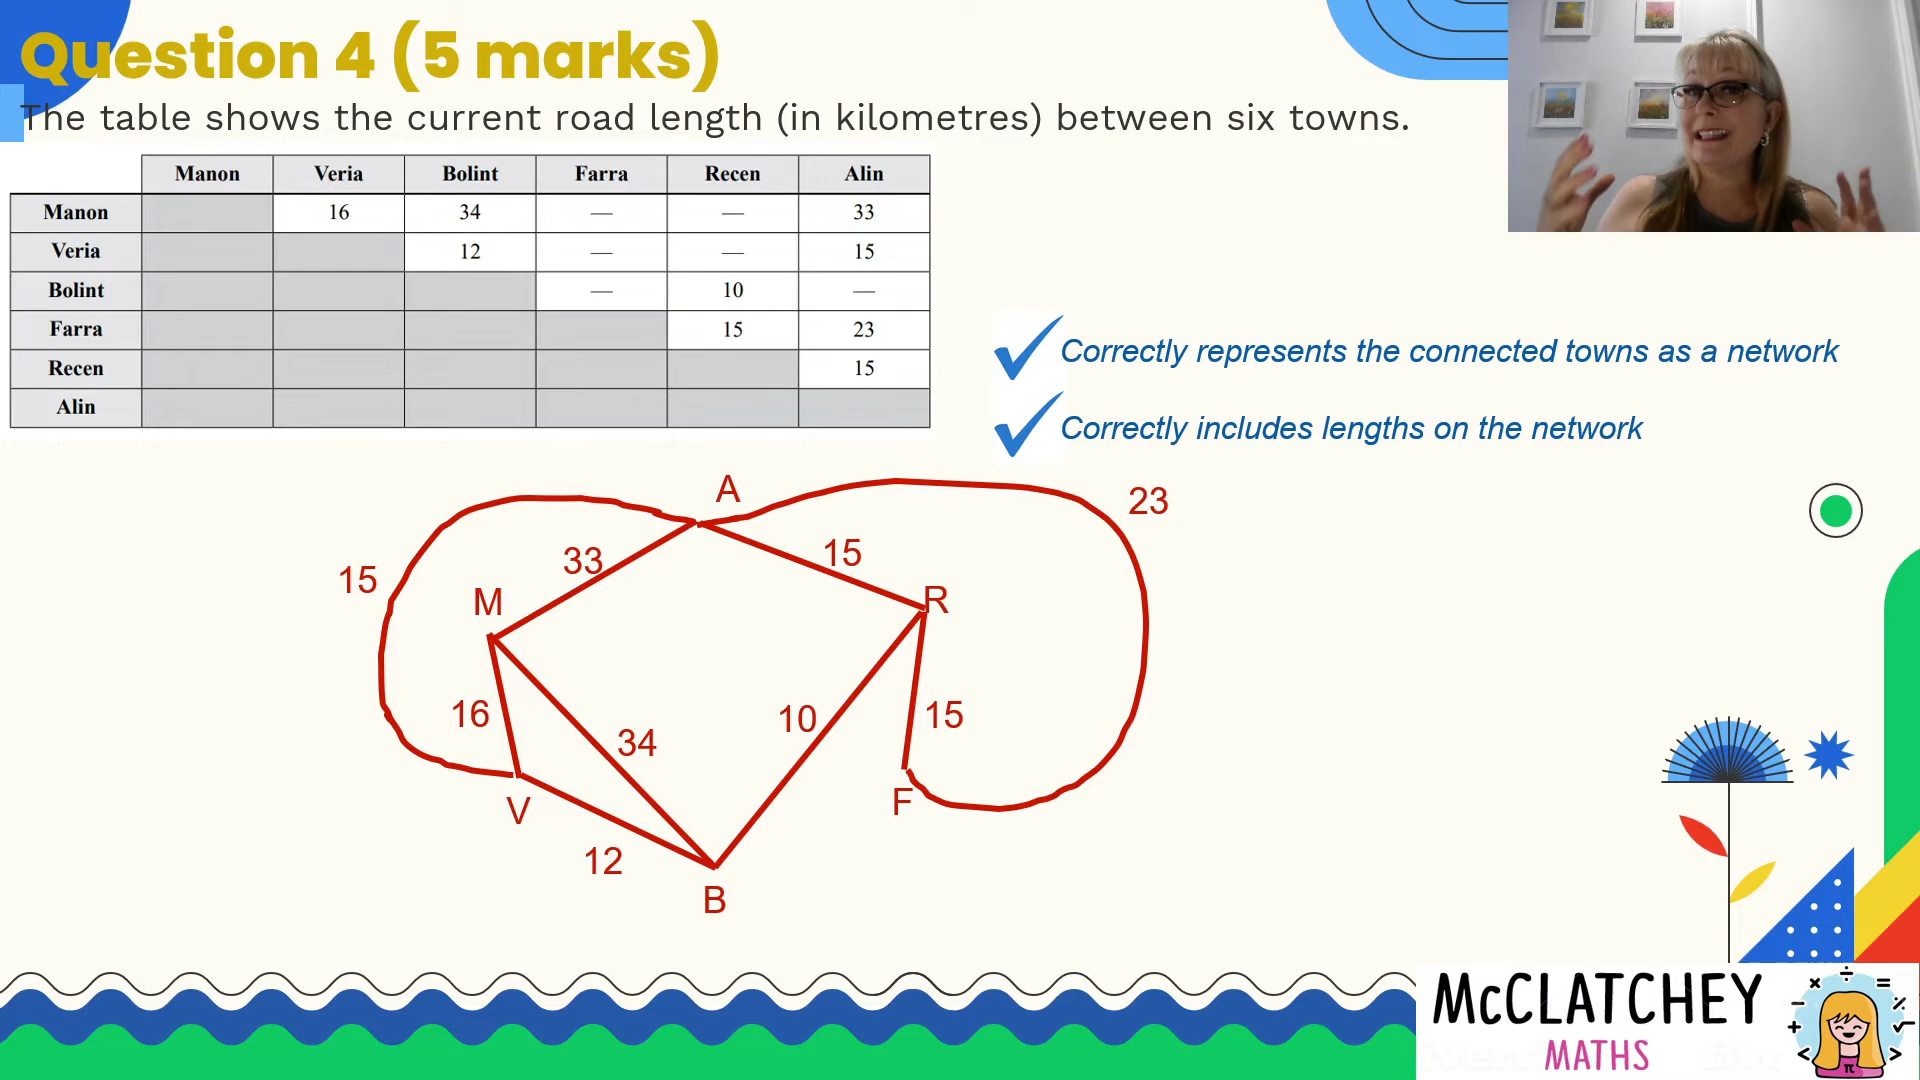 Question 4 (5 marks)
The table shows the current road length (in kilometres) between six towns.
Manon Veria Bolint Farra Recen Alin
Manon 16 34 — — 33
Veria 12 — — 15
Bolint — 10 —
Farra 15 23
Recen 15
Alin
Correctly represents the connected towns as a network
Correctly includes lengths on the network
A
23
33
15
15
M
R
16
34
10
15
V
F
12
B
McCLATCHEY
MATHS